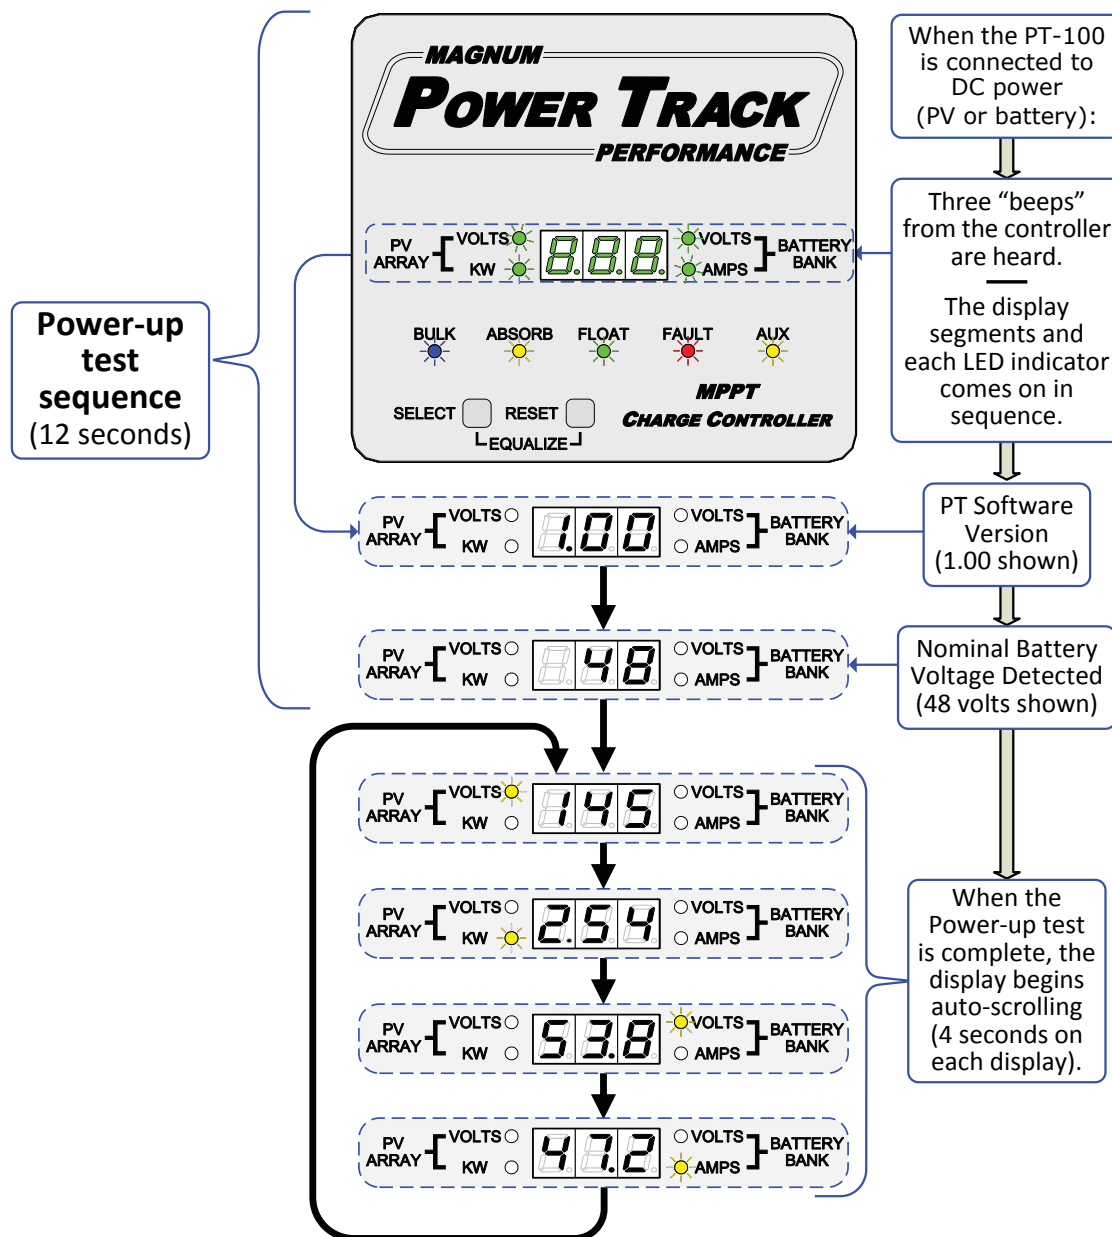 MAGNUM
POWER TRACK
PERFORMANCE
PV
ARRAY
VOLTS
KW
8.8.8.
VOLTS
AMPS
BATTERY
BANK
BULK
ABSORB
FLOAT
FAULT
AUX
SELECT
RESET
EQUALIZE
MPPT
CHARGE CONTROLLER
Power-up
test
sequence
(12 seconds)
When the PT-100
is connected to
DC power
(PV or battery):
Three “beeps”
from the controller
are heard.
The display
segments and
each LED indicator
comes on in
sequence.
PV
ARRAY
VOLTS
KW
1.00
VOLTS
AMPS
BATTERY
BANK
PT Software
Version
(1.00 shown)
PV
ARRAY
VOLTS
KW
48
VOLTS
AMPS
BATTERY
BANK
Nominal Battery
Voltage Detected
(48 volts shown)
PV
ARRAY
VOLTS
KW
145
VOLTS
AMPS
BATTERY
BANK
PV
ARRAY
VOLTS
KW
2.54
VOLTS
AMPS
BATTERY
BANK
PV
ARRAY
VOLTS
KW
53.8
VOLTS
AMPS
BATTERY
BANK
PV
ARRAY
VOLTS
KW
47.2
VOLTS
AMPS
BATTERY
BANK
When the
Power-up test
is complete, the
display begins
auto-scrolling
(4 seconds on
each display).